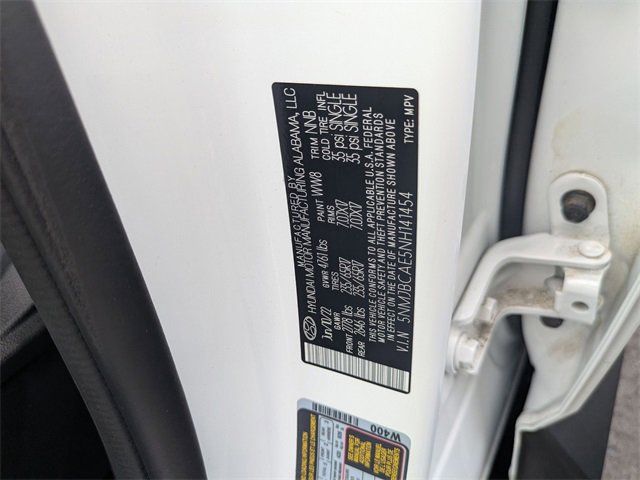 MANUFACTURED BY
HYUNDAI MOTOR MANUFACTURING ALABAMA, LLC
Jun/10/22 GVWR 4761 lbs PAINT WW8 TRIM NNB
GAWR TIRES RIMS COLD TIRE INFL
FRONT 2778 lbs 235/65R17 7.0JX17 35 psi SINGLE
REAR 2646 lbs 235/65R17 7.0JX17 35 psi SINGLE
THIS VEHICLE CONFORMS TO ALL APPLICABLE U.S.A. FEDERAL
MOTOR VEHICLE SAFETY AND THEFT PREVENTION STANDARDS
IN EFFECT ON THE DATE OF MANUFACTURE SHOWN ABOVE
V.I.N 5NMJBCAE5NH141454 TYPE: MPV
W400